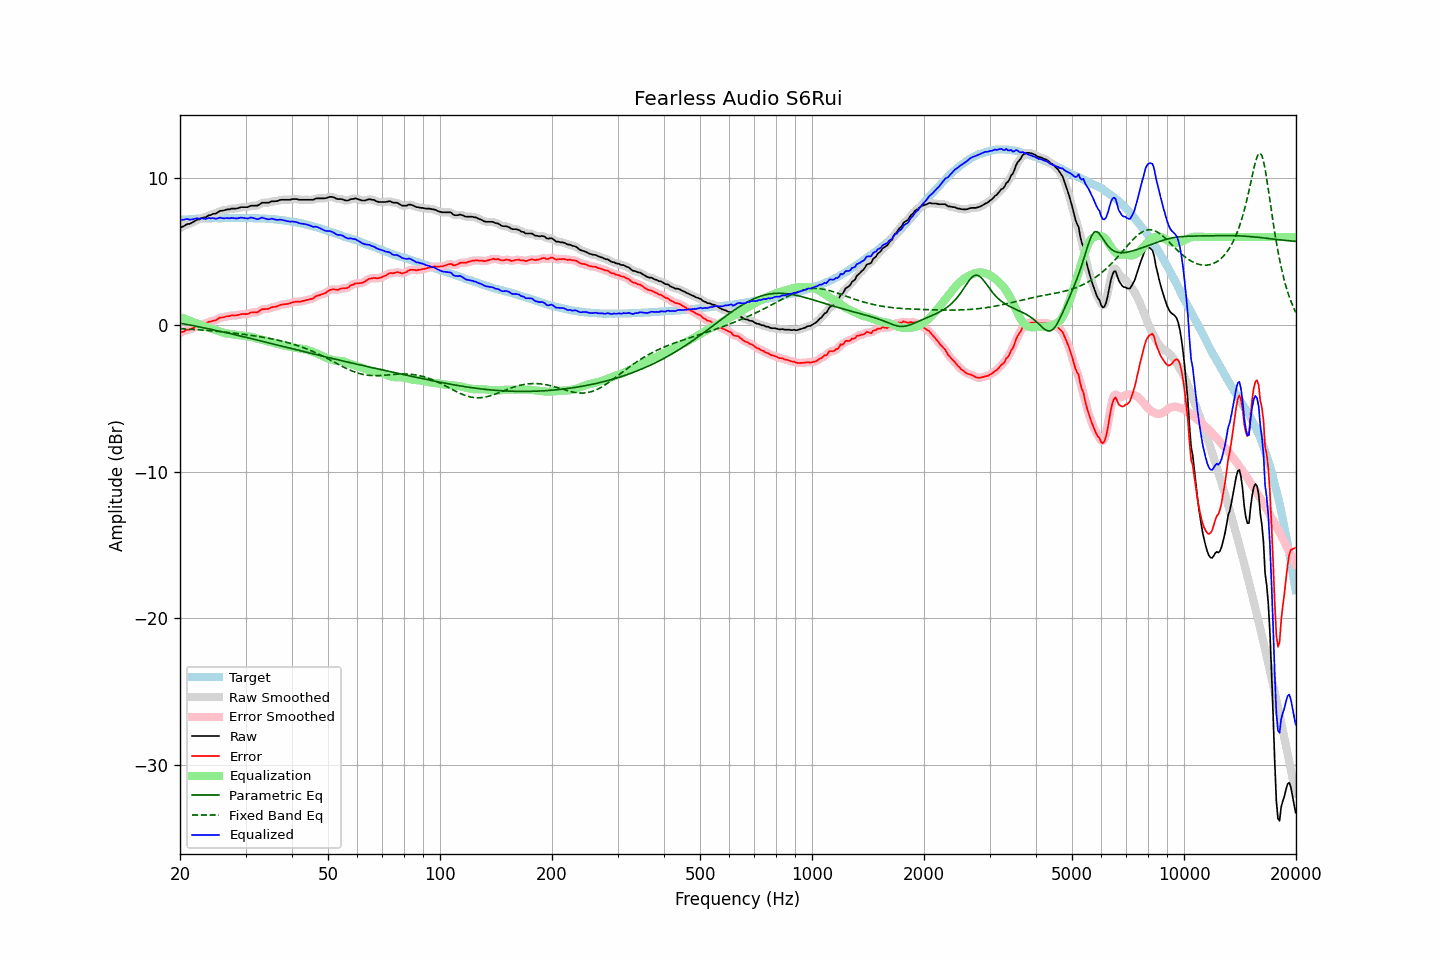 Fearless Audio S6Rui
Amplitude (dBr)
10
0
−10
−20
−30
Target
Raw Smoothed
Error Smoothed
Raw
Error
Equalization
Parametric Eq
Fixed Band Eq
Equalized
20 50 100 200 500 1000 2000 5000 10000 20000
Frequency (Hz)